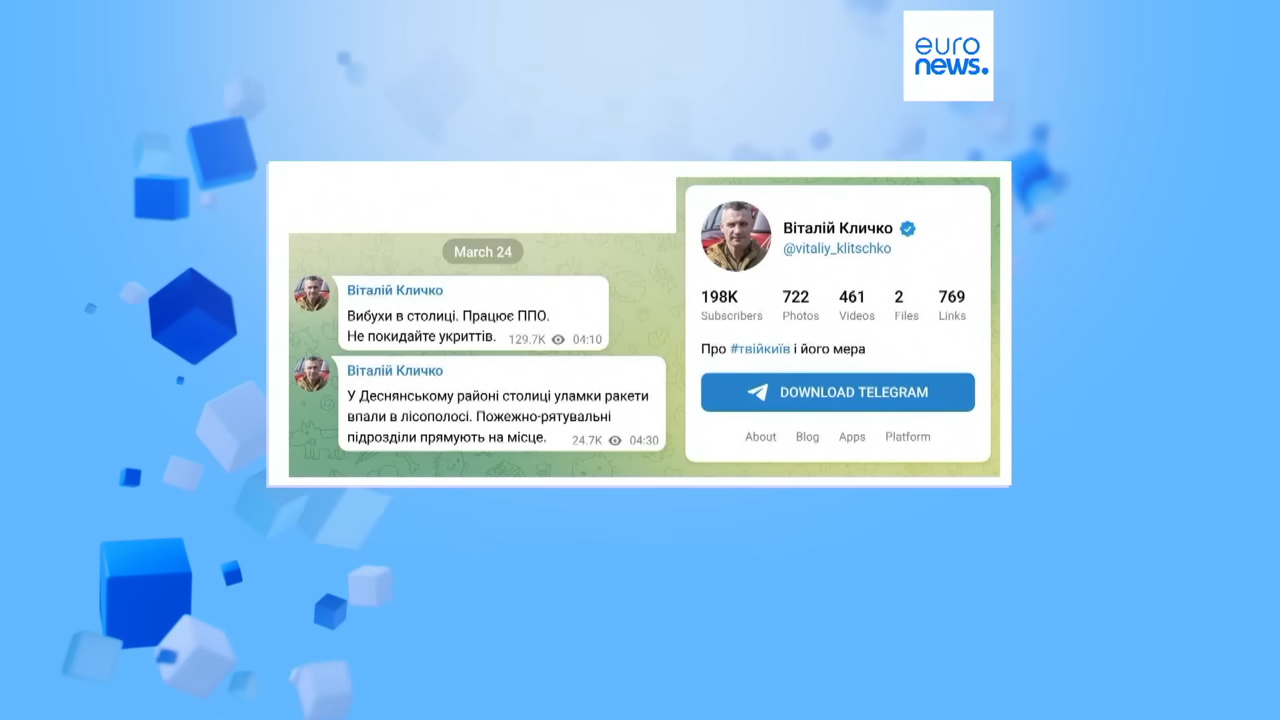 euro
news.
March 24
Віталій Кличко
Вибухи в столиці. Працює ППО.
Не покидайте укриттів. 129.7K 04:10
Віталій Кличко
У Деснянському районі столиці уламки ракети
впали в лісополосі. Пожежно-рятувальні
підрозділи прямують на місце. 24.7K 04:30
Віталій Кличко
@vitaliy_klitschko
198K 722 461 2 769
Subscribers Photos Videos Files Links
Про #твійкиїв і його мера
DOWNLOAD TELEGRAM
About Blog Apps Platform